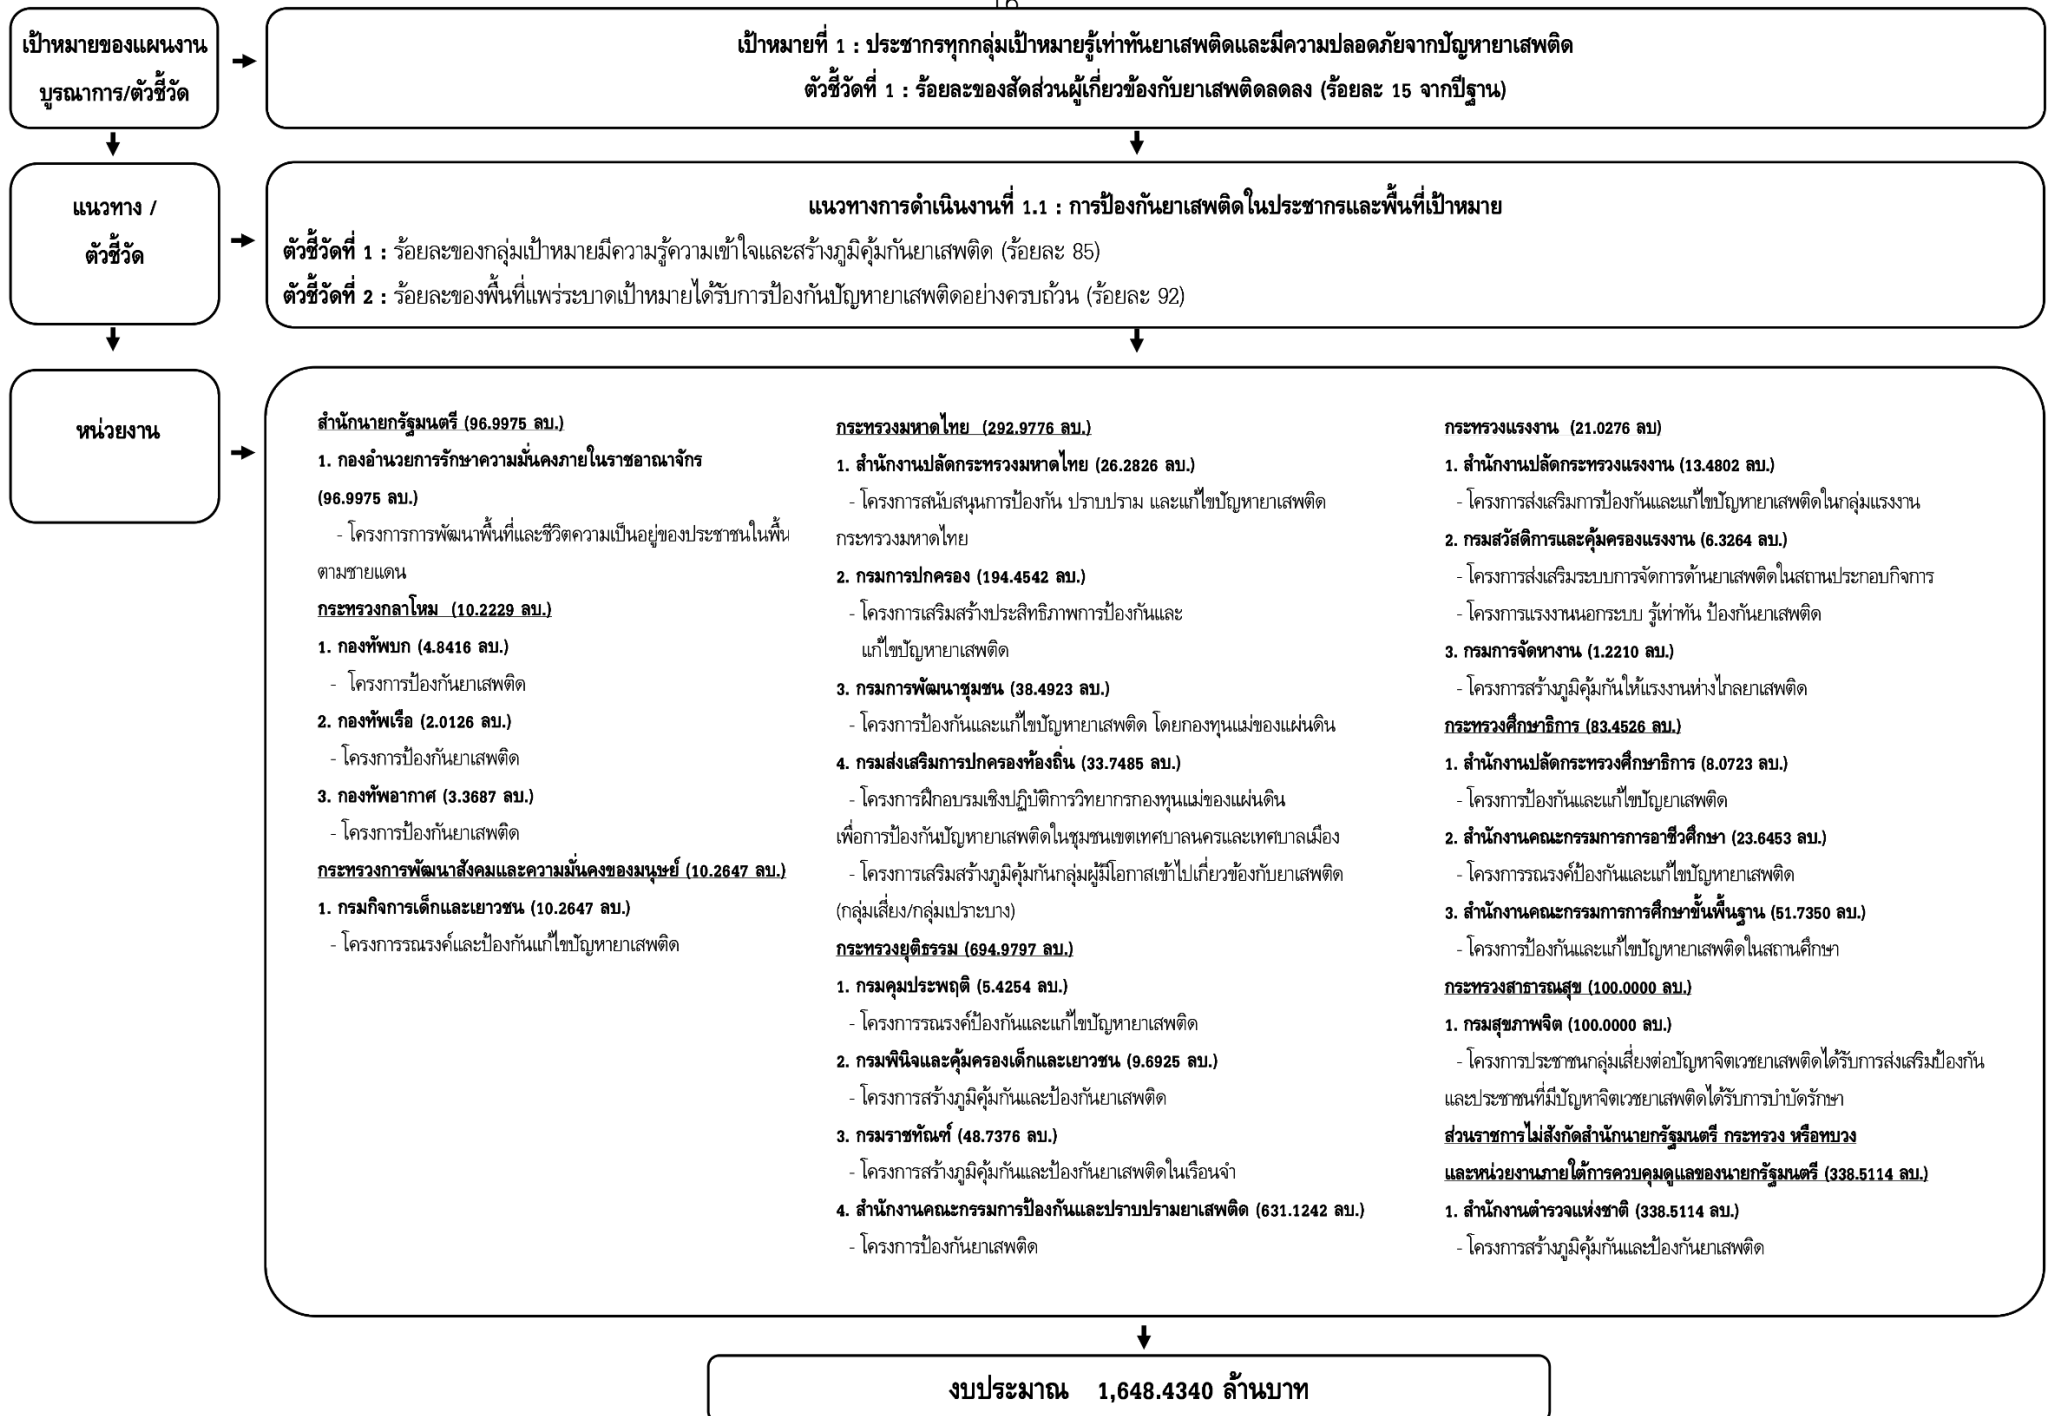 เป้าหมายของแผนงาน
บูรณาการ/ตัวชี้วัด
เป้าหมายที่ 1 : ประชากรทุกกลุ่มเป้าหมายรู้เท่าทันยาเสพติดและมีความปลอดภัยจากปัญหายาเสพติด
ตัวชี้วัดที่ 1 : ร้อยละของสัดส่วนผู้เกี่ยวข้องกับยาเสพติดลดลง (ร้อยละ 15 จากปีฐาน)
แนวทาง /
ตัวชี้วัด
แนวทางการดำเนินงานที่ 1.1 : การป้องกันยาเสพติดในประชากรและพื้นที่เป้าหมาย
ตัวชี้วัดที่ 1 : ร้อยละของกลุ่มเป้าหมายมีความรู้ความเข้าใจและสร้างภูมิคุ้มกันยาเสพติด (ร้อยละ 85)
ตัวชี้วัดที่ 2 : ร้อยละของพื้นที่แพร่ระบาดเป้าหมายได้รับการป้องกันปัญหายาเสพติดอย่างครบถ้วน (ร้อยละ 92)
หน่วยงาน
สำนักนายกรัฐมนตรี (96.9975 ลบ.)
1. กองอำนวยการรักษาความมั่นคงภายในราชอาณาจักร
(96.9975 ลบ.)
- โครงการการพัฒนาพื้นที่และชีวิตความเป็นอยู่ของประชาชนในพื้น
ตามชายแดน
กระทรวงกลาโหม (10.2229 ลบ.)
1. กองทัพบก (4.8416 ลบ.)
- โครงการป้องกันยาเสพติด
2. กองทัพเรือ (2.0126 ลบ.)
- โครงการป้องกันยาเสพติด
3. กองทัพอากาศ (3.3687 ลบ.)
- โครงการป้องกันยาเสพติด
กระทรวงการพัฒนาสังคมและความมั่นคงของมนุษย์ (10.2647 ลบ.)
1. กรมกิจการเด็กและเยาวชน (10.2647 ลบ.)
- โครงการรณรงค์และป้องกันแก้ไขปัญหายาเสพติด
กระทรวงมหาดไทย (292.9776 ลบ.)
1. สำนักงานปลัดกระทรวงมหาดไทย (26.2826 ลบ.)
- โครงการสนับสนุนการป้องกัน ปราบปราม และแก้ไขปัญหายาเสพติด
กระทรวงมหาดไทย
2. กรมการปกครอง (194.4542 ลบ.)
- โครงการเสริมสร้างประสิทธิภาพการป้องกันและ
แก้ไขปัญหายาเสพติด
3. กรมการพัฒนาชุมชน (38.4923 ลบ.)
- โครงการป้องกันและแก้ไขปัญหายาเสพติด โดยกองทุนแม่ของแผ่นดิน
4. กรมส่งเสริมการปกครองท้องถิ่น (33.7485 ลบ.)
- โครงการฝึกอบรมเชิงปฏิบัติการวิทยากรกองทุนแม่ของแผ่นดิน
เพื่อการป้องกันปัญหายาเสพติดในชุมชนเขตเทศบาลนครและเทศบาลเมือง
- โครงการเสริมสร้างภูมิคุ้มกันกลุ่มผู้มีโอกาสเข้าไปเกี่ยวข้องกับยาเสพติด
(กลุ่มเสี่ยง/กลุ่มเปราะบาง)
กระทรวงยุติธรรม (694.9797 ลบ.)
1. กรมคุมประพฤติ (5.4254 ลบ.)
- โครงการรณรงค์ป้องกันและแก้ไขปัญหายาเสพติด
2. กรมพินิจและคุ้มครองเด็กและเยาวชน (9.6925 ลบ.)
- โครงการสร้างภูมิคุ้มกันและป้องกันยาเสพติด
3. กรมราชทัณฑ์ (48.7376 ลบ.)
- โครงการสร้างภูมิคุ้มกันและป้องกันยาเสพติดในเรือนจำ
4. สำนักงานคณะกรรมการป้องกันและปราบปรามยาเสพติด (631.1242 ลบ.)
- โครงการป้องกันยาเสพติด
กระทรวงแรงงาน (21.0276 ลบ)
1. สำนักงานปลัดกระทรวงแรงงาน (13.4802 ลบ.)
- โครงการส่งเสริมการป้องกันและแก้ไขปัญหายาเสพติดในกลุ่มแรงงาน
2. กรมสวัสดิการและคุ้มครองแรงงาน (6.3264 ลบ.)
- โครงการส่งเสริมระบบการจัดการด้านยาเสพติดในสถานประกอบกิจการ
- โครงการแรงงานนอกระบบ รู้เท่าทัน ป้องกันยาเสพติด
3. กรมการจัดหางาน (1.2210 ลบ.)
- โครงการสร้างภูมิคุ้มกันให้แรงงานห่างไกลยาเสพติด
กระทรวงศึกษาธิการ (83.4526 ลบ.)
1. สำนักงานปลัดกระทรวงศึกษาธิการ (8.0723 ลบ.)
- โครงการป้องกันและแก้ไขปัญยาเสพติด
2. สำนักงานคณะกรรมการการอาชีวศึกษา (23.6453 ลบ.)
- โครงการรณรงค์ป้องกันและแก้ไขปัญหายาเสพติด
3. สำนักงานคณะกรรมการการศึกษาขั้นพื้นฐาน (51.7350 ลบ.)
- โครงการป้องกันและแก้ไขปัญหายาเสพติดในสถานศึกษา
กระทรวงสาธารณสุข (100.0000 ลบ.)
1. กรมสุขภาพจิต (100.0000 ลบ.)
- โครงการประชาชนกลุ่มเสี่ยงต่อปัญหาจิตเวชยาเสพติดได้รับการส่งเสริมป้องกัน
และประชาชนที่มีปัญหาจิตเวชยาเสพติดได้รับการบำบัดรักษา
ส่วนราชการไม่สังกัดสำนักนายกรัฐมนตรี กระทรวง หรือทบวง
และหน่วยงานภายใต้การควบคุมดูแลของนายกรัฐมนตรี (338.5114 ลบ.)
1. สำนักงานตำรวจแห่งชาติ (338.5114 ลบ.)
- โครงการสร้างภูมิคุ้มกันและป้องกันยาเสพติด
งบประมาณ 1,648.4340 ล้านบาท